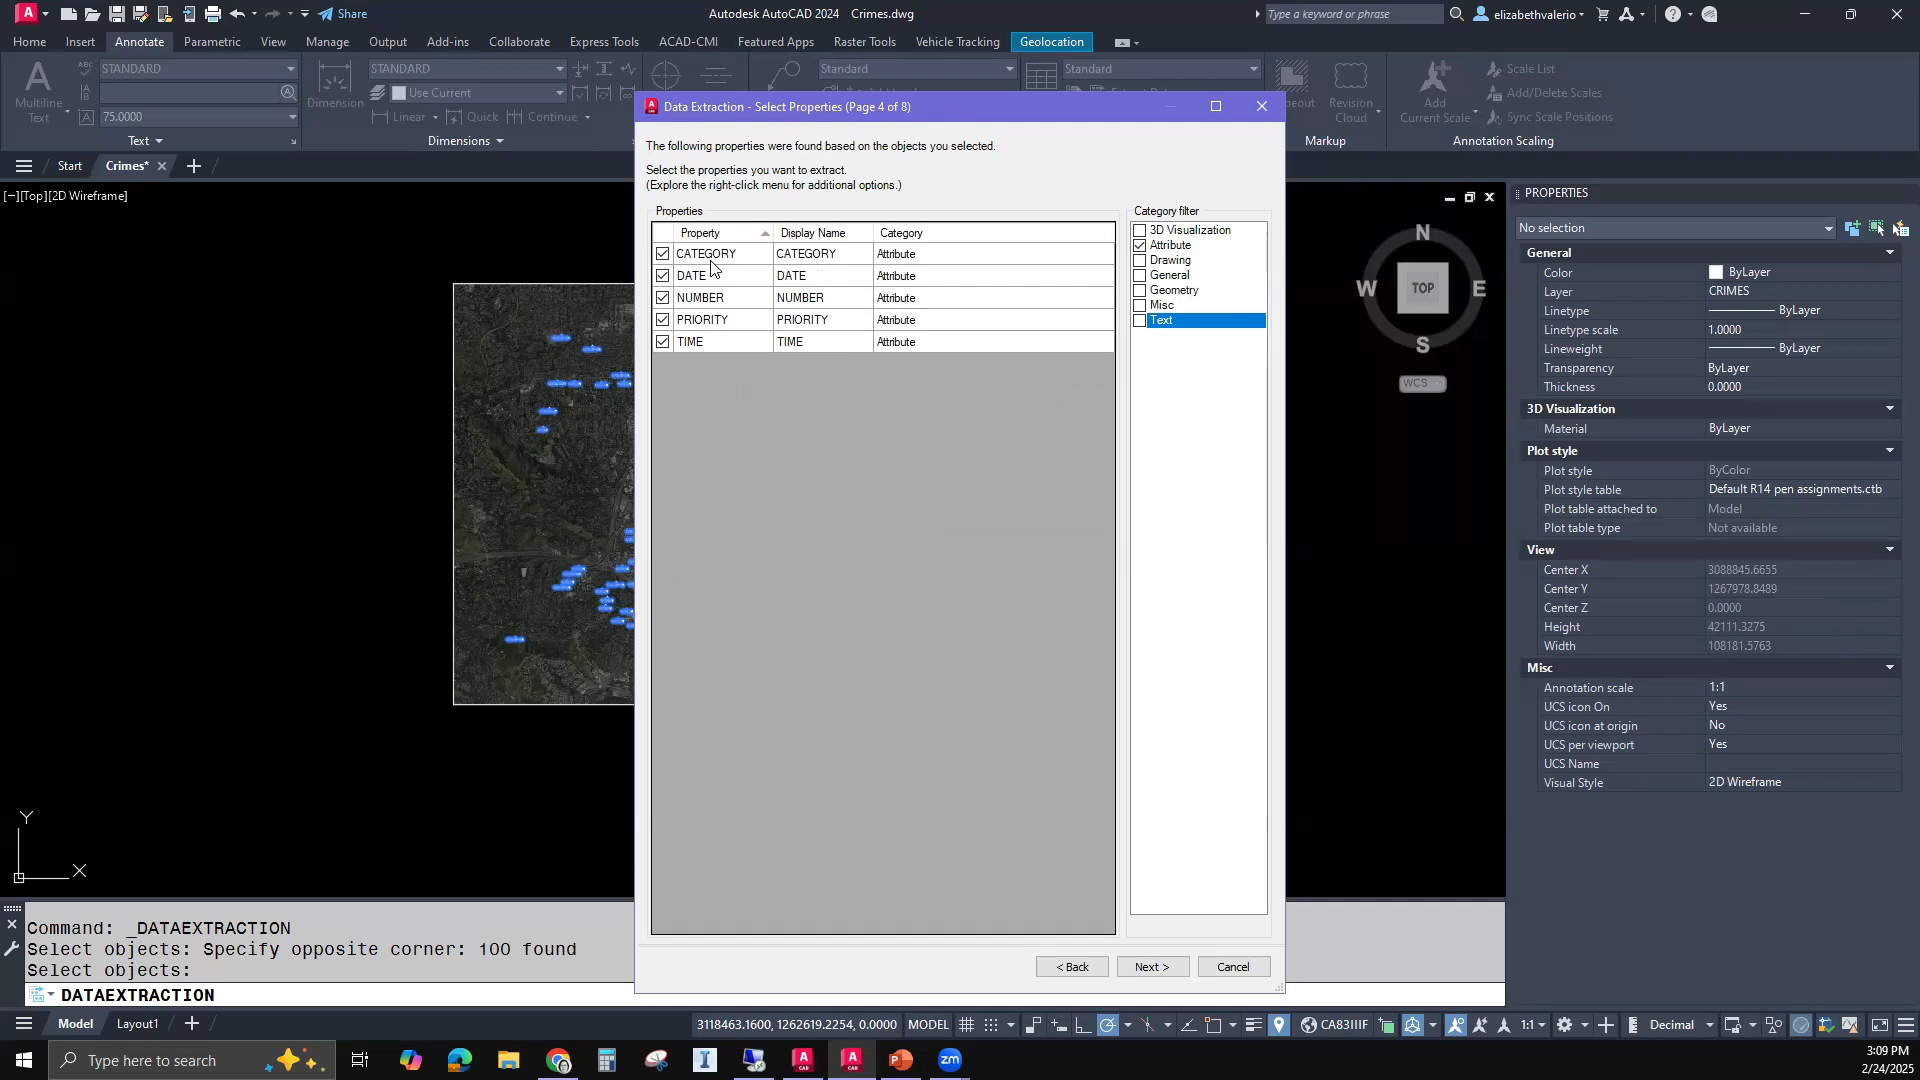 Share
Autodesk AutoCAD 2024 Crimes.dwg
Type a keyword or phrase
elizabethvalerio
Home Insert Annotate Parametric View Manage Output Add-ins Collaborate Express Tools ACAD-CMI Featured Apps Raster Tools Vehicle Tracking Geolocation
STANDARD
Use Current
75.0000
Multiline
Text
Text
Dimension
Linear Quick Continue
Dimensions
Standard
Standard
Revision
Cloud
Markup
Add
Current Scale
Scale List
Add/Delete Scales
Sync Scale Positions
Annotation Scaling
Start Crimes*
[−][Top][2D Wireframe]
Data Extraction - Select Properties (Page 4 of 8)
The following properties were found based on the objects you selected.
Select the properties you want to extract.
(Explore the right-click menu for additional options.)
Properties
Property Display Name Category
CATEGORY CATEGORY Attribute
DATE DATE Attribute
NUMBER NUMBER Attribute
PRIORITY PRIORITY Attribute
TIME TIME Attribute
Category filter
3D Visualization
Attribute
Drawing
General
Geometry
Misc
Text
< Back Next > Cancel
N
W TOP E
S
WCS
PROPERTIES
No selection
General
Color ByLayer
Layer CRIMES
Linetype ByLayer
Linetype scale 1.0000
Lineweight ByLayer
Transparency ByLayer
Thickness 0.0000
3D Visualization
Material ByLayer
Plot style
Plot style ByColor
Plot style table Default R14 pen assignments.ctb
Plot table attached to Model
Plot table type Not available
View
Center X 3088845.6655
Center Y 1267978.8489
Center Z 0.0000
Height 42111.3275
Width 108181.5763
Misc
Annotation scale 1:1
UCS icon On Yes
UCS icon at origin No
UCS per viewport Yes
UCS Name
Visual Style 2D Wireframe
Y
X
Command: _DATAEXTRACTION
Select objects: Specify opposite corner: 100 found
Select objects:
DATAEXTRACTION
Model Layout1
3118463.1600, 1262619.2254, 0.0000 MODEL
CA83IIIF
1:1
Decimal
Type here to search
3:09 PM
2/24/2025